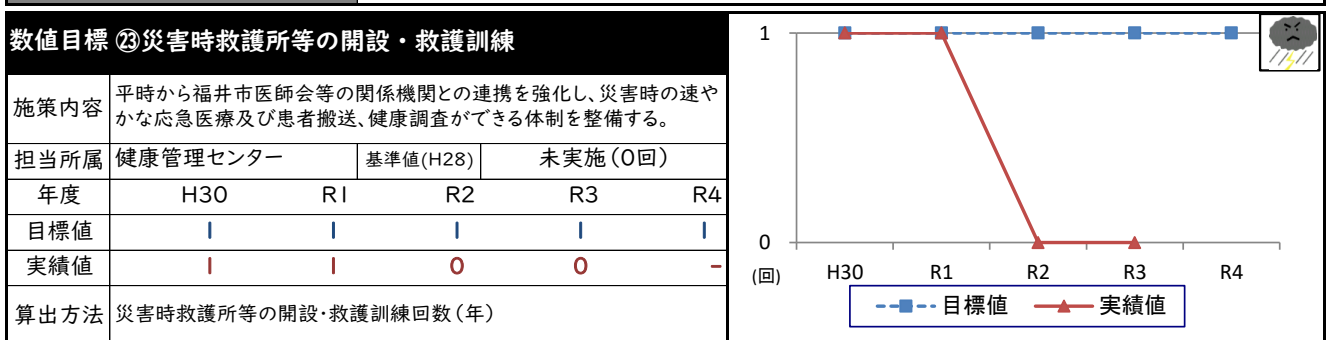 数値目標 ㉓災害時救護所等の開設・救護訓練
施策内容 平時から福井市医師会等の関係機関との連携を強化し、災害時の速や
かな応急医療及び患者搬送、健康調査ができる体制を整備する。
担当所属 健康管理センター 基準値(H28) 未実施(0回)
年度 H30 R1 R2 R3 R4
目標値 1 1 1 1 1
実績値 1 1 0 0 -
算出方法 災害時救護所等の開設・救護訓練回数(年)
1
0
(回) H30 R1 R2 R3 R4
目標値 実績値